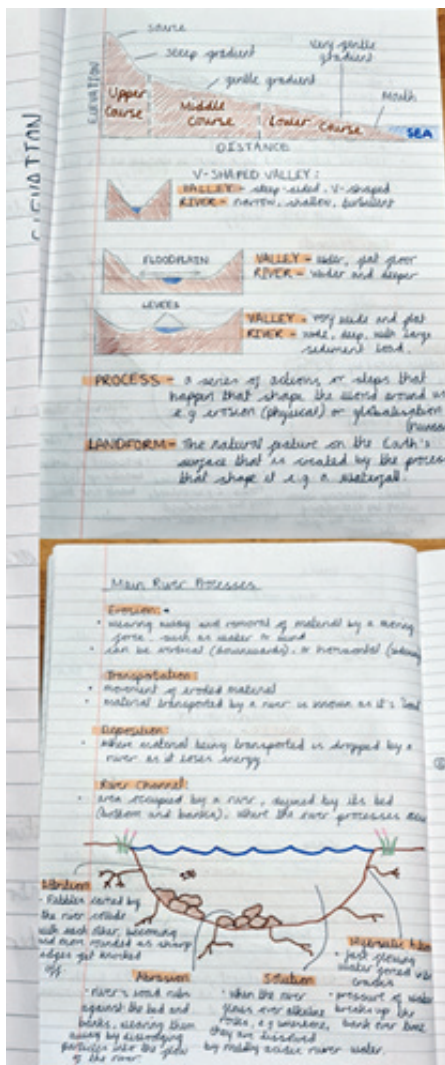 source
steep gradient
gentle gradient
very gentle
gradient
mouth
ELEVATION
ELEVATION
Upper
Course
Middle
Course
Lower Course
SEA
DISTANCE
V-SHAPED VALLEY:
VALLEY - steep-sided, V-shaped
RIVER - narrow, shallow, turbulent
FLOODPLAIN
VALLEY - wider, flat floor
RIVER - wider and deeper
LEVEES
VALLEY - very wide and flat
RIVER - wide, deep, with large
sediment load.
PROCESS - a series of actions or steps that
happen that shape the world around us
e.g erosion (physical) or globalisation
LANDFORM - The natural feature on the Earth's
surface that is created by the process
that shape it e.g. a waterfall.
Main River Processes
Erosion:
• wearing away and removal of material by a moving
force, such as water or wind
• can be vertical (downwards), or horizontal
Transportation:
• movement of eroded material
• material transported by a river is known as it's load
Deposition
• where material being transported is dropped by a
river as it loses energy.
River Channel:
• area occupied by a river, defined by its bed
(bottom and banks), where the river processes
Attrition
• Pebbles carried by
the river collide
with each other, becoming
and more rounded as sharp
edges get knocked
off.
Abrasion
• river's load rubs
against the bed and
banks, wearing them
away by dislodging
particles into the flow
of the river.
Solution
• when the river
flows over alkaline
rocks, e.g limestone,
they are dissolved
by mildly acidic river water.
Hydraulic
• fast flowing
water forced into
cracks
• pressure of water
breaks up the
bank over time.